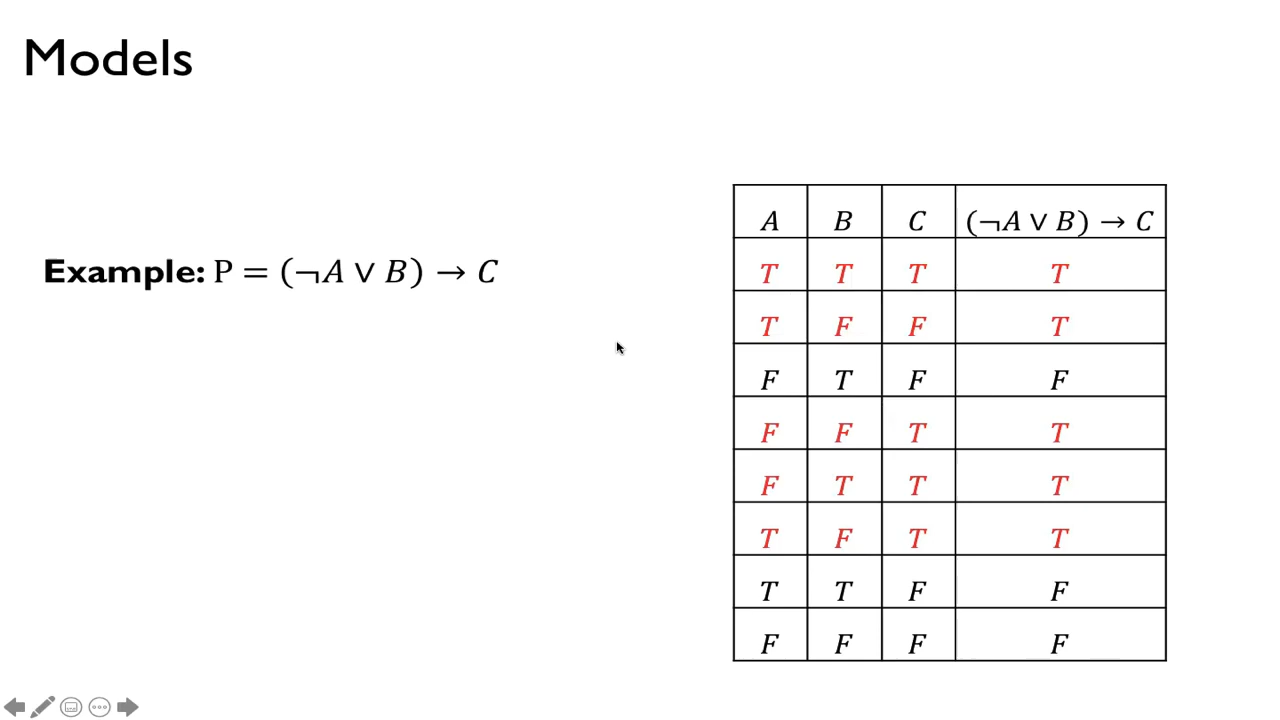 Models
Example: P = (¬A ∨ B) → C
A B C (¬A ∨ B) → C
T T T T
T F F T
F T F F
F F T T
F T T T
T F T T
T T F F
F F F F